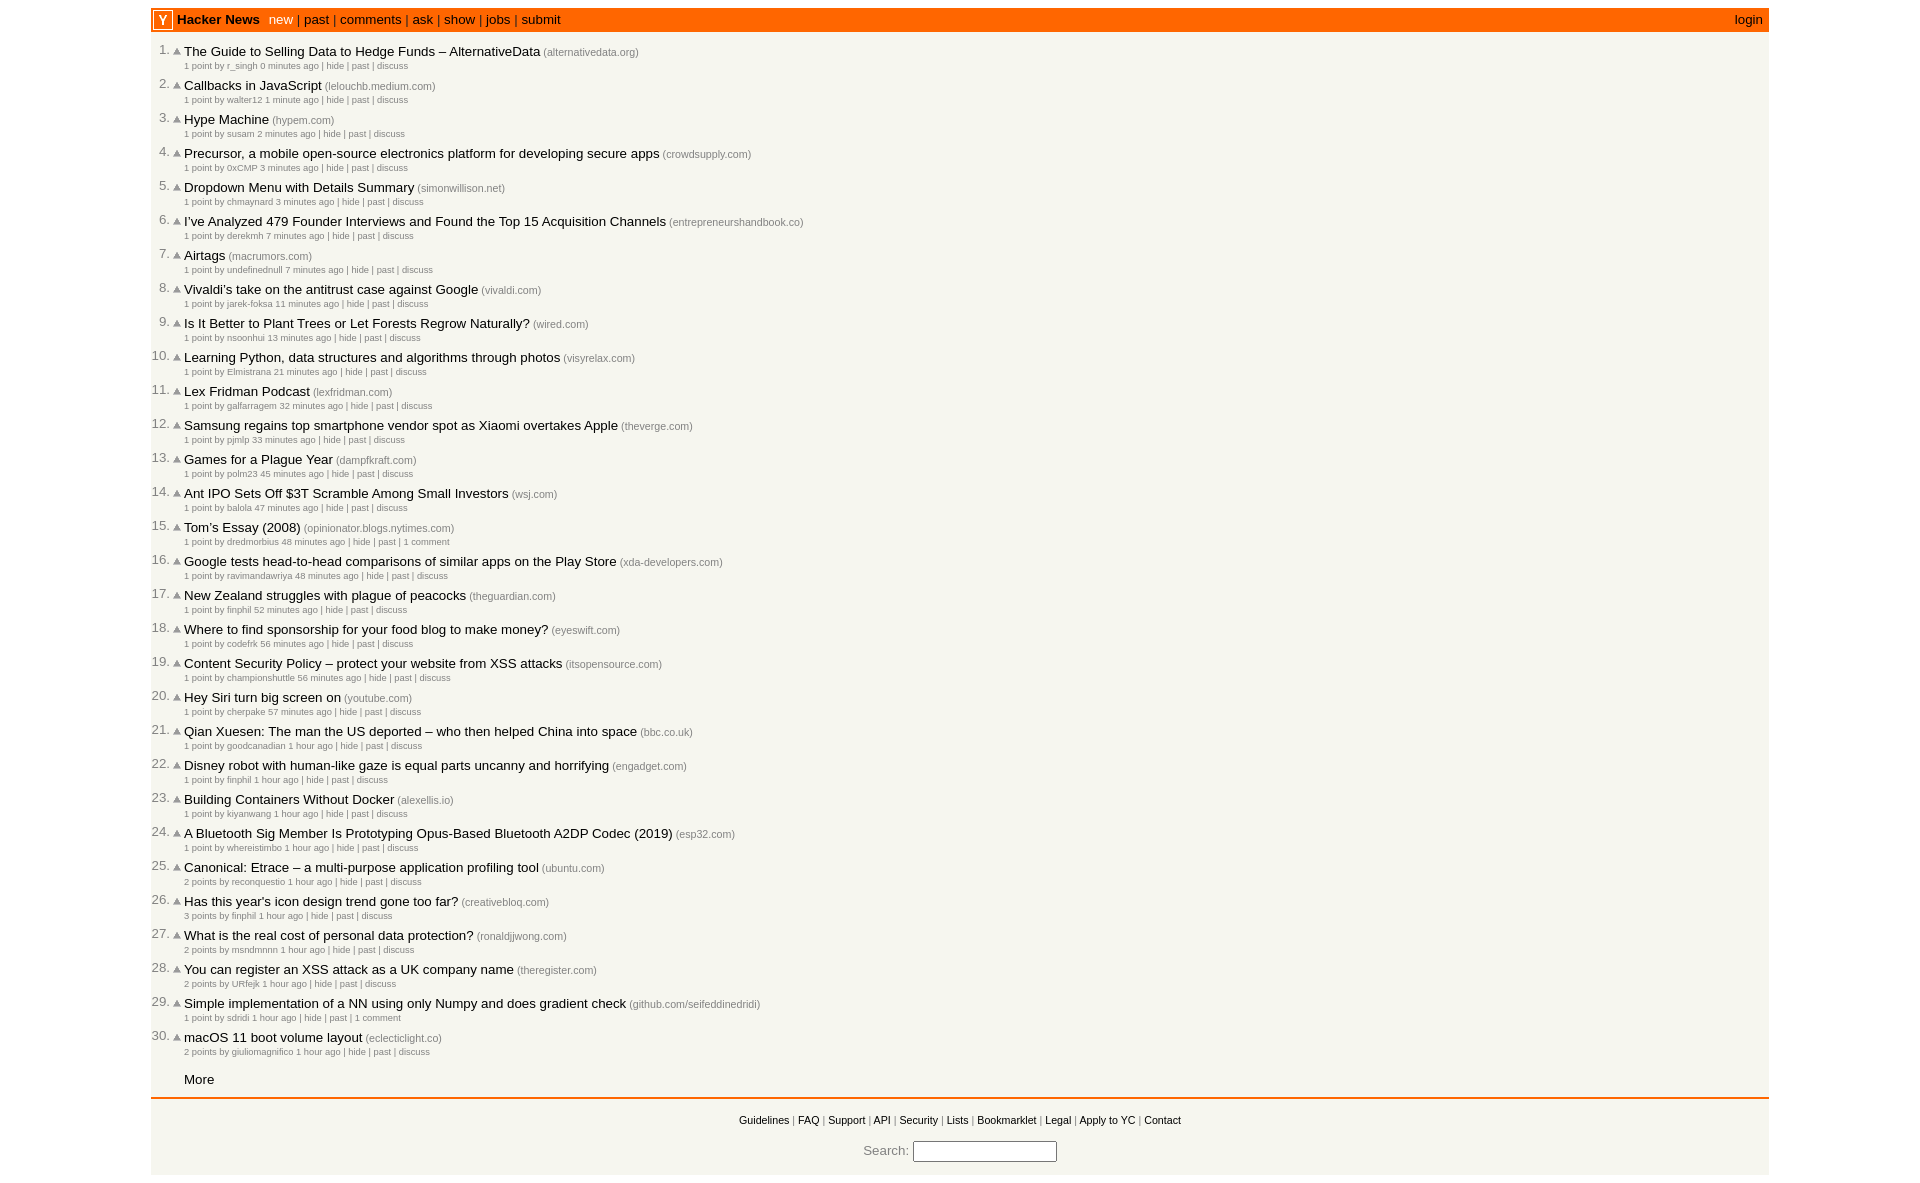 Y Hacker News new | past | comments | ask | show | jobs | submit login
1. The Guide to Selling Data to Hedge Funds – AlternativeData (alternativedata.org)
1 point by r_singh 0 minutes ago | hide | past | discuss
2. Callbacks in JavaScript (lelouchb.medium.com)
1 point by walter12 1 minute ago | hide | past | discuss
3. Hype Machine (hypem.com)
1 point by susam 2 minutes ago | hide | past | discuss
4. Precursor, a mobile open-source electronics platform for developing secure apps (crowdsupply.com)
1 point by 0xCMP 3 minutes ago | hide | past | discuss
5. Dropdown Menu with Details Summary (simonwillison.net)
1 point by chmaynard 3 minutes ago | hide | past | discuss
6. I’ve Analyzed 479 Founder Interviews and Found the Top 15 Acquisition Channels (entrepreneurshandbook.co)
1 point by derekmh 7 minutes ago | hide | past | discuss
7. Airtags (macrumors.com)
1 point by undefinednull 7 minutes ago | hide | past | discuss
8. Vivaldi’s take on the antitrust case against Google (vivaldi.com)
1 point by jarek-foksa 11 minutes ago | hide | past | discuss
9. Is It Better to Plant Trees or Let Forests Regrow Naturally? (wired.com)
1 point by nsoonhui 13 minutes ago | hide | past | discuss
10. Learning Python, data structures and algorithms through photos (visyrelax.com)
1 point by Elmistrana 21 minutes ago | hide | past | discuss
11. Lex Fridman Podcast (lexfridman.com)
1 point by galfarragem 32 minutes ago | hide | past | discuss
12. Samsung regains top smartphone vendor spot as Xiaomi overtakes Apple (theverge.com)
1 point by pjmlp 33 minutes ago | hide | past | discuss
13. Games for a Plague Year (dampfkraft.com)
1 point by polm23 45 minutes ago | hide | past | discuss
14. Ant IPO Sets Off $3T Scramble Among Small Investors (wsj.com)
1 point by balola 47 minutes ago | hide | past | discuss
15. Tom’s Essay (2008) (opinionator.blogs.nytimes.com)
1 point by dredmorbius 48 minutes ago | hide | past | 1 comment
16. Google tests head-to-head comparisons of similar apps on the Play Store (xda-developers.com)
1 point by ravimandawriya 48 minutes ago | hide | past | discuss
17. New Zealand struggles with plague of peacocks (theguardian.com)
1 point by finphil 52 minutes ago | hide | past | discuss
18. Where to find sponsorship for your food blog to make money? (eyeswift.com)
1 point by codefrk 56 minutes ago | hide | past | discuss
19. Content Security Policy – protect your website from XSS attacks (itsopensource.com)
1 point by championshuttle 56 minutes ago | hide | past | discuss
20. Hey Siri turn big screen on (youtube.com)
1 point by cherpake 57 minutes ago | hide | past | discuss
21. Qian Xuesen: The man the US deported – who then helped China into space (bbc.co.uk)
1 point by goodcanadian 1 hour ago | hide | past | discuss
22. Disney robot with human-like gaze is equal parts uncanny and horrifying (engadget.com)
1 point by finphil 1 hour ago | hide | past | discuss
23. Building Containers Without Docker (alexellis.io)
1 point by kiyanwang 1 hour ago | hide | past | discuss
24. A Bluetooth Sig Member Is Prototyping Opus-Based Bluetooth A2DP Codec (2019) (esp32.com)
1 point by whereistimbo 1 hour ago | hide | past | discuss
25. Canonical: Etrace – a multi-purpose application profiling tool (ubuntu.com)
2 points by reconquestio 1 hour ago | hide | past | discuss
26. Has this year's icon design trend gone too far? (creativebloq.com)
3 points by finphil 1 hour ago | hide | past | discuss
27. What is the real cost of personal data protection? (ronaldjjwong.com)
2 points by msndmnnn 1 hour ago | hide | past | discuss
28. You can register an XSS attack as a UK company name (theregister.com)
2 points by URfejk 1 hour ago | hide | past | discuss
29. Simple implementation of a NN using only Numpy and does gradient check (github.com/seifeddinedridi)
1 point by sdridi 1 hour ago | hide | past | 1 comment
30. macOS 11 boot volume layout (eclecticlight.co)
2 points by giuliomagnifico 1 hour ago | hide | past | discuss
More
Guidelines | FAQ | Support | API | Security | Lists | Bookmarklet | Legal | Apply to YC | Contact
Search: